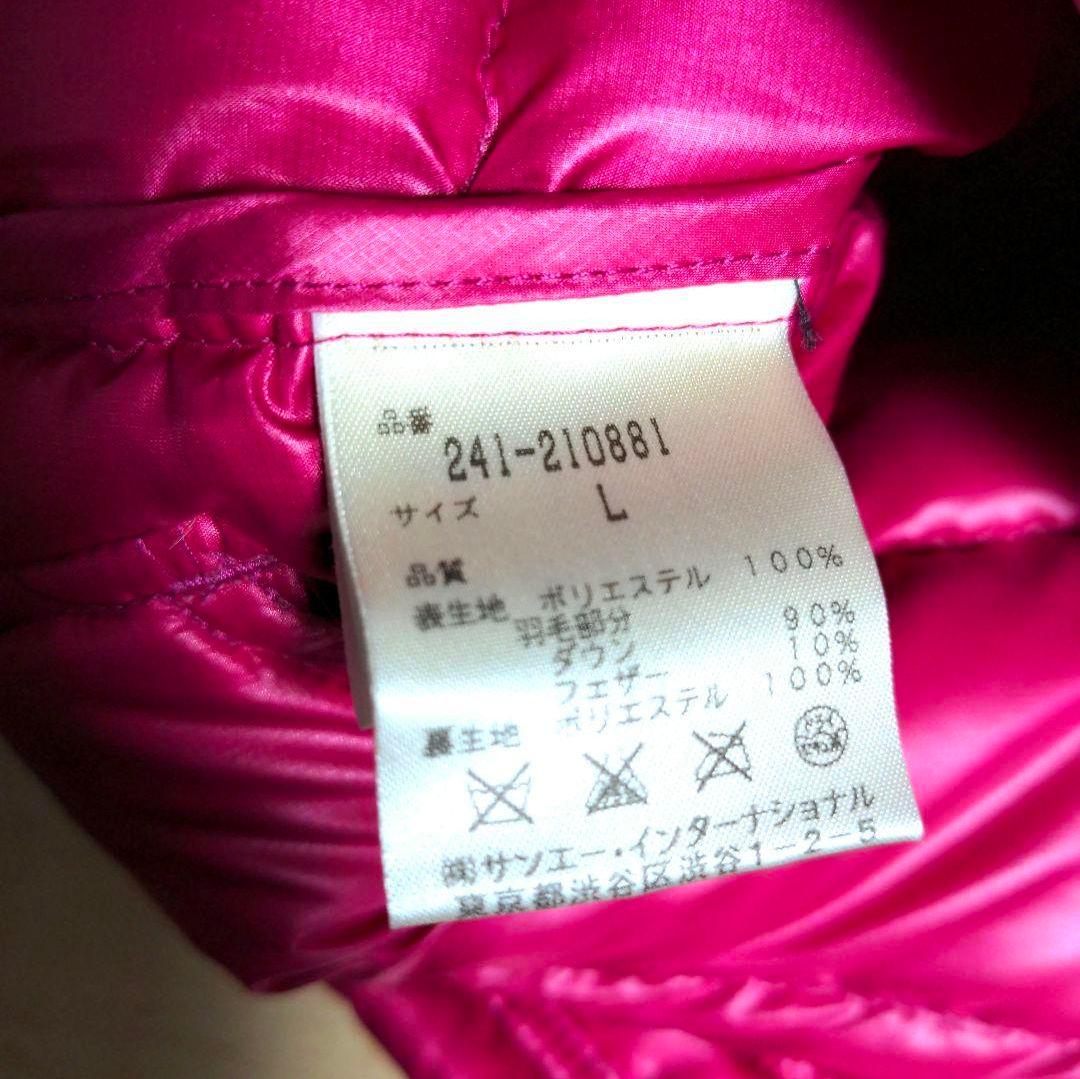 品番
241-210881
サイズ L
品質
表生地 ポリエステル 100%
羽毛部分
ダウン 90%
フェザー 10%
裏生地 ポリエステル 100%
㈱サンエー・インターナショナル
東京都渋谷区渋谷1-2-5